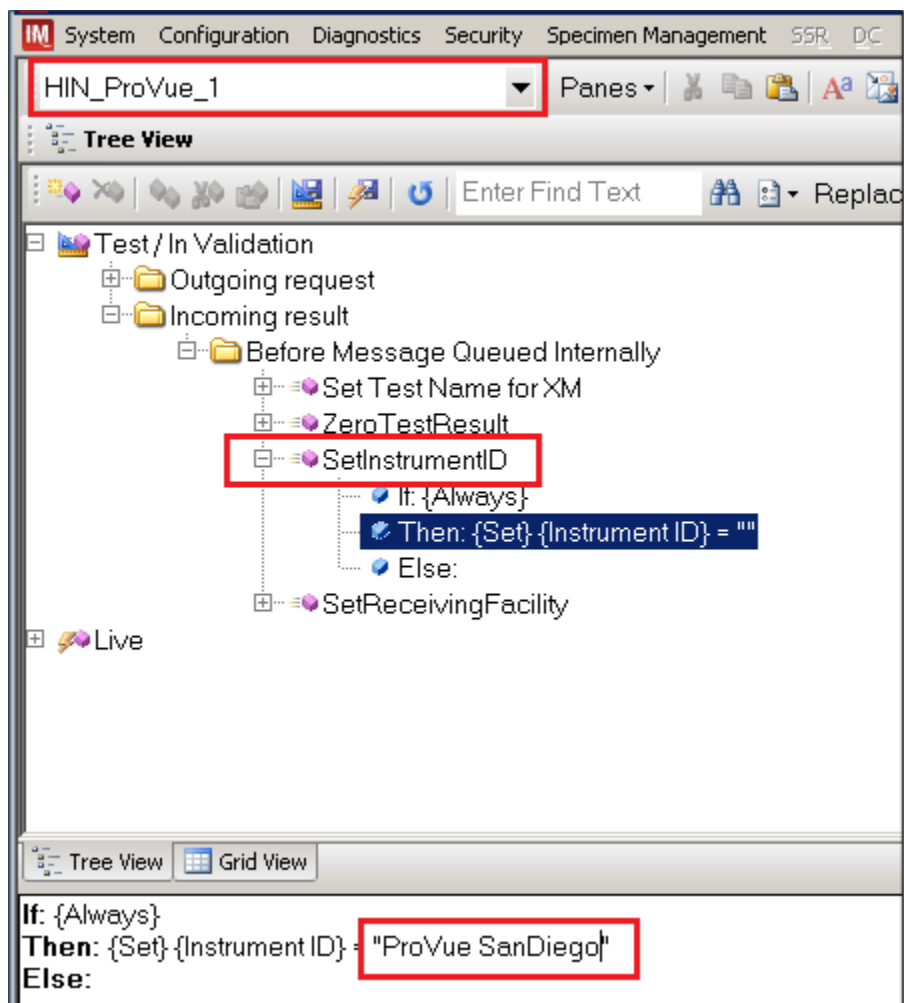 IM System Configuration Diagnostics Security Specimen Management SSR DC
HIN_ProVue_1 Panes
Tree View
Enter Find Text Replac
Test / In Validation
Outgoing request
Incoming result
Before Message Queued Internally
Set Test Name for XM
ZeroTestResult
SetInstrumentID
If: {Always}
Then: {Set} {Instrument ID} = ""
Else:
SetReceivingFacility
Live
Tree View Grid View
If: {Always}
Then: {Set} {Instrument ID} = "ProVue SanDiego"
Else: